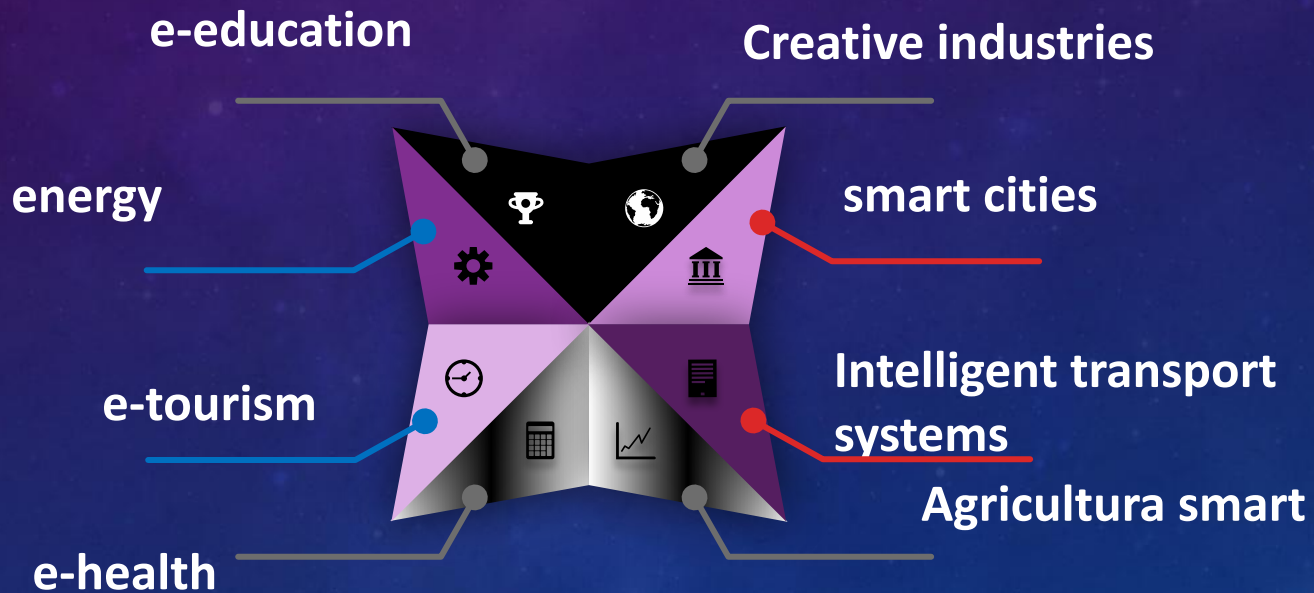 e-education
Creative industries
energy
smart cities
e-tourism
Intelligent transport
systems
Agricultura smart
e-health